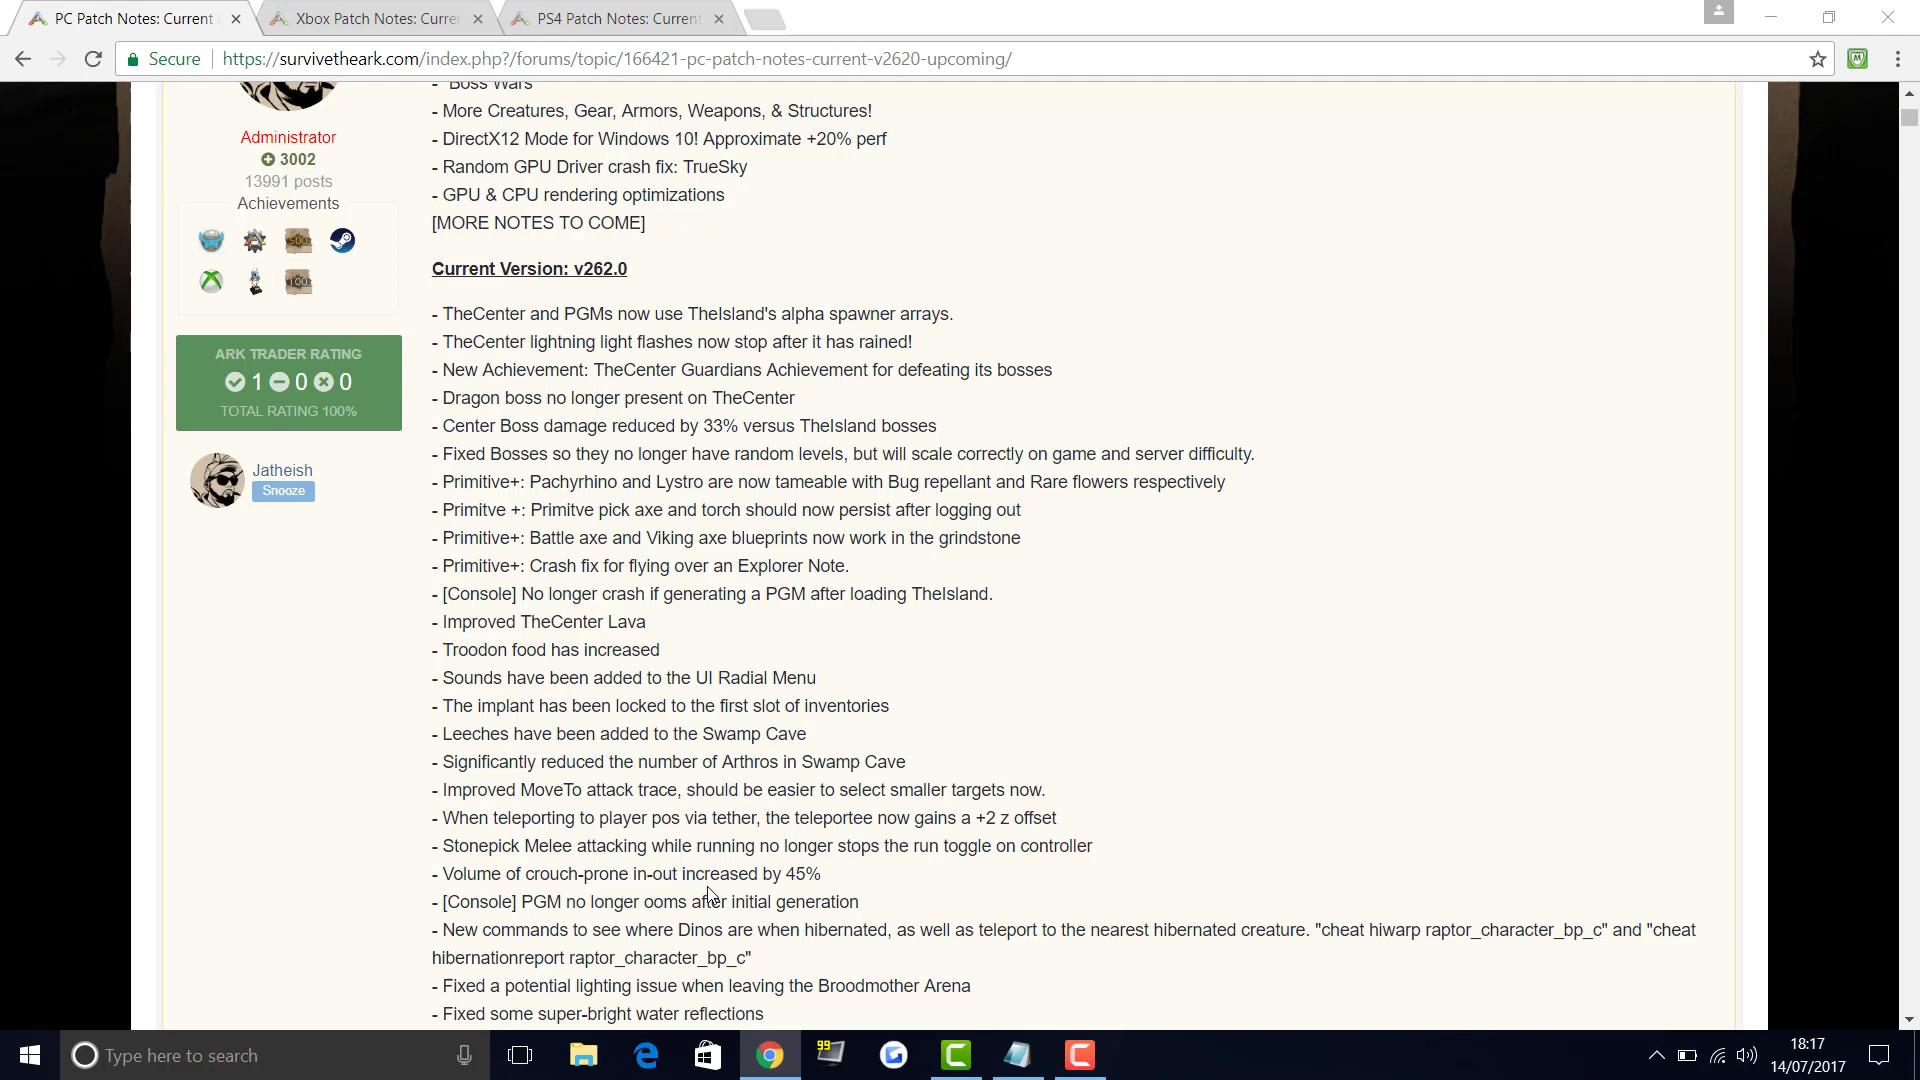 PC Patch Notes: Current
Xbox Patch Notes: Curre
PS4 Patch Notes: Current
Secure
https://survivetheark.com/index.php?/forums/topic/166421-pc-patch-notes-current-v2620-upcoming/
- "Boss Wars"
- More Creatures, Gear, Armors, Weapons, & Structures!
- DirectX12 Mode for Windows 10! Approximate +20% perf
- Random GPU Driver crash fix: TrueSky
- GPU & CPU rendering optimizations
[MORE NOTES TO COME]
Administrator
3002
13991 posts
Achievements
500
100
ARK TRADER RATING
1 0 0
TOTAL RATING 100%
Jatheish
Snooze
Current Version: v262.0
- TheCenter and PGMs now use TheIsland's alpha spawner arrays.
- TheCenter lightning light flashes now stop after it has rained!
- New Achievement: TheCenter Guardians Achievement for defeating its bosses
- Dragon boss no longer present on TheCenter
- Center Boss damage reduced by 33% versus TheIsland bosses
- Fixed Bosses so they no longer have random levels, but will scale correctly on game and server difficulty.
- Primitive+: Pachyrhino and Lystro are now tameable with Bug repellant and Rare flowers respectively
- Primitve +: Primitve pick axe and torch should now persist after logging out
- Primitive+: Battle axe and Viking axe blueprints now work in the grindstone
- Primitive+: Crash fix for flying over an Explorer Note.
- [Console] No longer crash if generating a PGM after loading TheIsland.
- Improved TheCenter Lava
- Troodon food has increased
- Sounds have been added to the UI Radial Menu
- The implant has been locked to the first slot of inventories
- Leeches have been added to the Swamp Cave
- Significantly reduced the number of Arthros in Swamp Cave
- Improved MoveTo attack trace, should be easier to select smaller targets now.
- When teleporting to player pos via tether, the teleportee now gains a +2 z offset
- Stonepick Melee attacking while running no longer stops the run toggle on controller
- Volume of crouch-prone in-out increased by 45%
- [Console] PGM no longer ooms after initial generation
- New commands to see where Dinos are when hibernated, as well as teleport to the nearest hibernated creature. "cheat hiwarp raptor_character_bp_c" and "cheat
hibernationreport raptor_character_bp_c"
- Fixed a potential lighting issue when leaving the Broodmother Arena
- Fixed some super-bright water reflections
Type here to search
99
18:17
14/07/2017